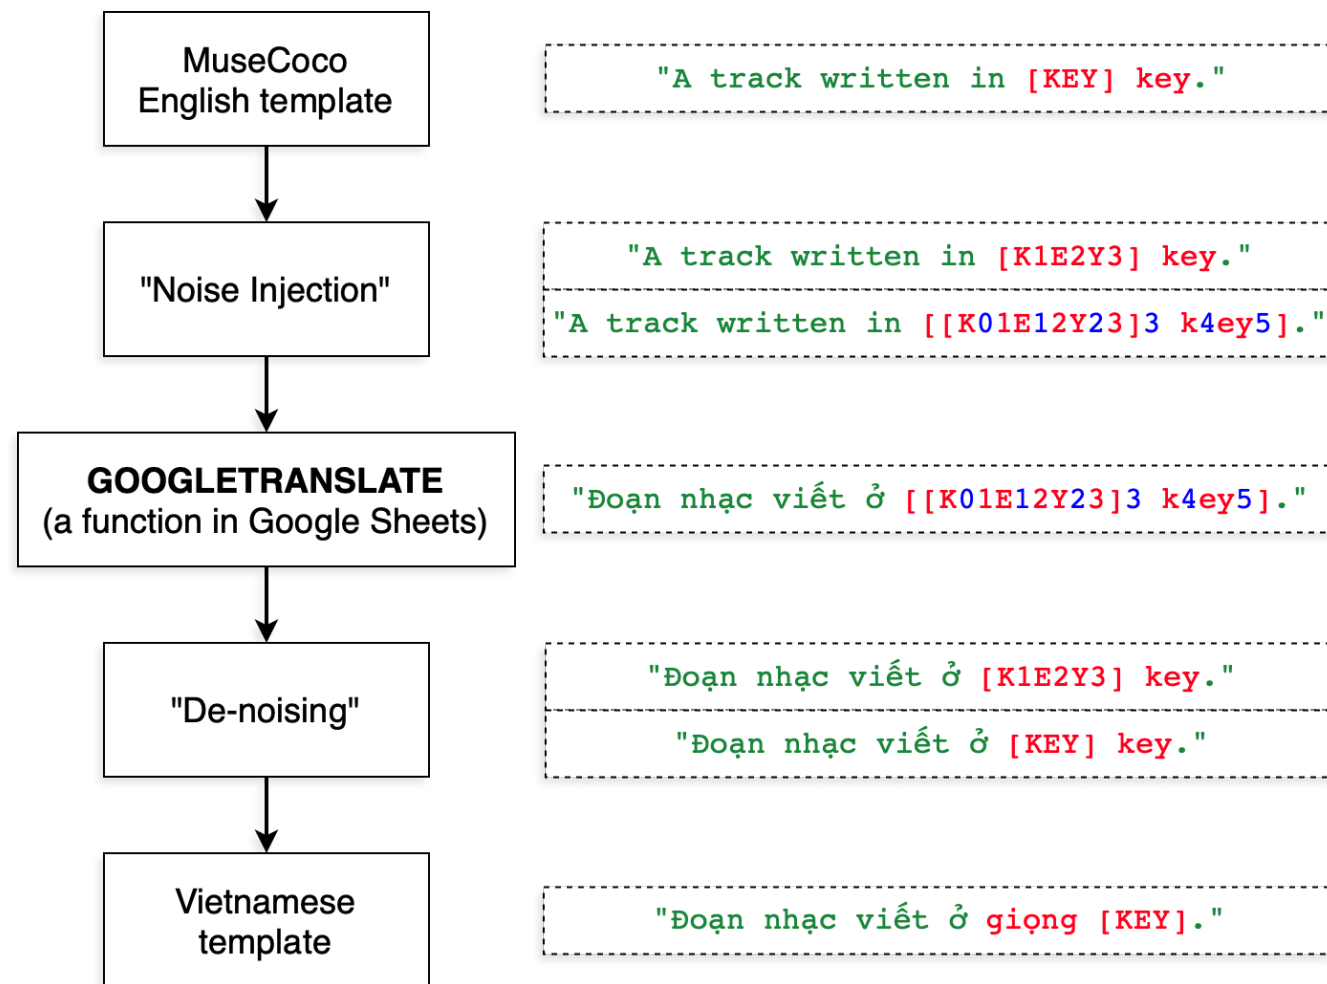 MuseCoco
English template
"A track written in [KEY] key."
"Noise Injection"
"A track written in [K1E2Y3] key."
"A track written in [[K01E12Y23]3 k4ey5]."
GOOGLETRANSLATE
(a function in Google Sheets)
"Đoạn nhạc viết ở [[K01E12Y23]3 k4ey5]."
"De-noising"
"Đoạn nhạc viết ở [K1E2Y3] key."
"Đoạn nhạc viết ở [KEY] key."
Vietnamese
template
"Đoạn nhạc viết ở giọng [KEY]."